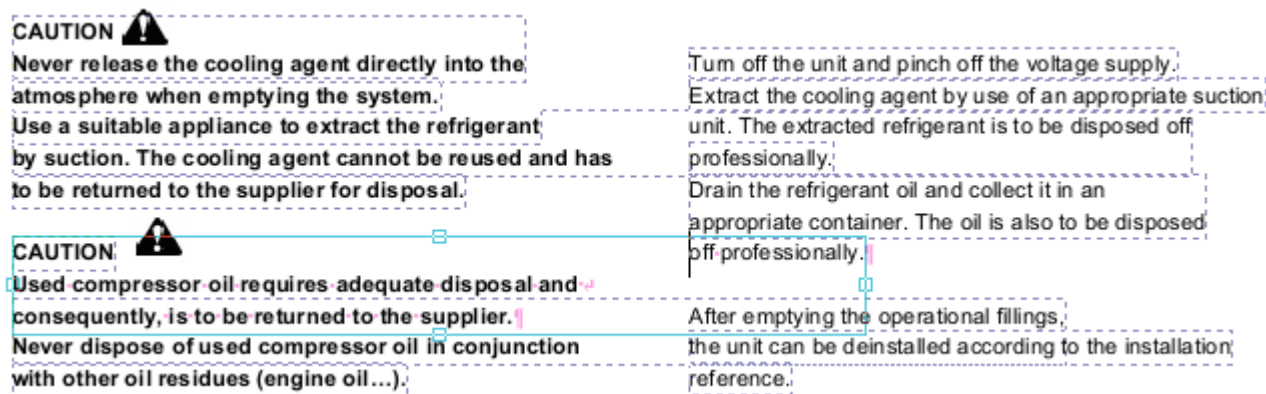 CAUTION
Never release the cooling agent directly into the
atmosphere when emptying the system.
Use a suitable appliance to extract the refrigerant
by suction. The cooling agent cannot be reused and has
to be returned to the supplier for disposal.
CAUTION
Used compressor oil requires adequate disposal and
consequently, is to be returned to the supplier.
Never dispose of used compressor oil in conjunction
with other oil residues (engine oil...).
Turn off the unit and pinch off the voltage supply.
Extract the cooling agent by use of an appropriate suction
unit. The extracted refrigerant is to be disposed off
professionally.
Drain the refrigerant oil and collect it in an
appropriate container. The oil is also to be disposed
off professionally.
After emptying the operational fillings,
the unit can be deinstalled according to the installation
reference.